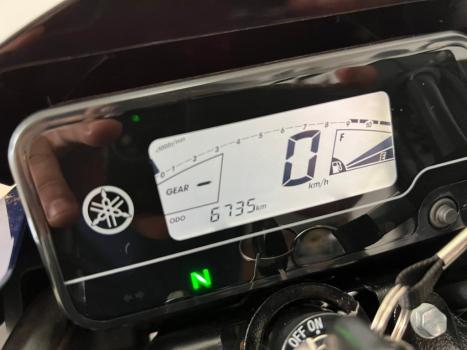 x1000r/min
0 1 2 3 4 5 6 7 8 9 10
0
km/h
GEAR –
F
E
ODO 6735km
N
OFF ON